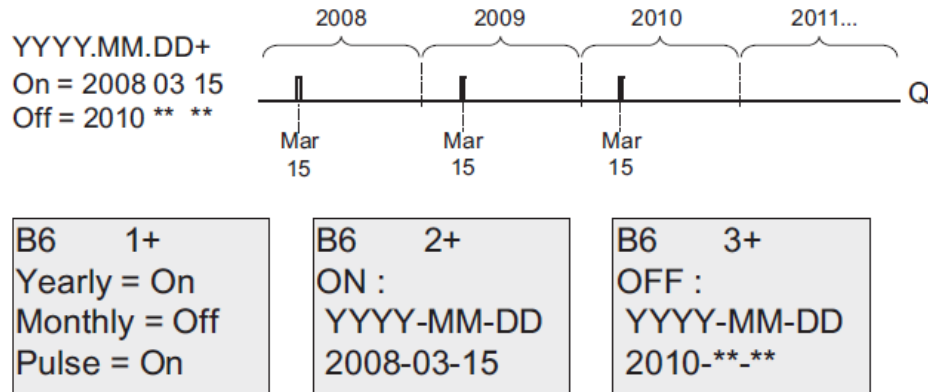 2008 2009 2010 2011...
YYYY.MM.DD+
On = 2008 03 15
Off = 2010 ** **
Q
Mar Mar Mar
15 15 15
B6 1+
Yearly = On
Monthly = Off
Pulse = On
B6 2+
ON :
YYYY-MM-DD
2008-03-15
B6 3+
OFF :
YYYY-MM-DD
2010-**-**